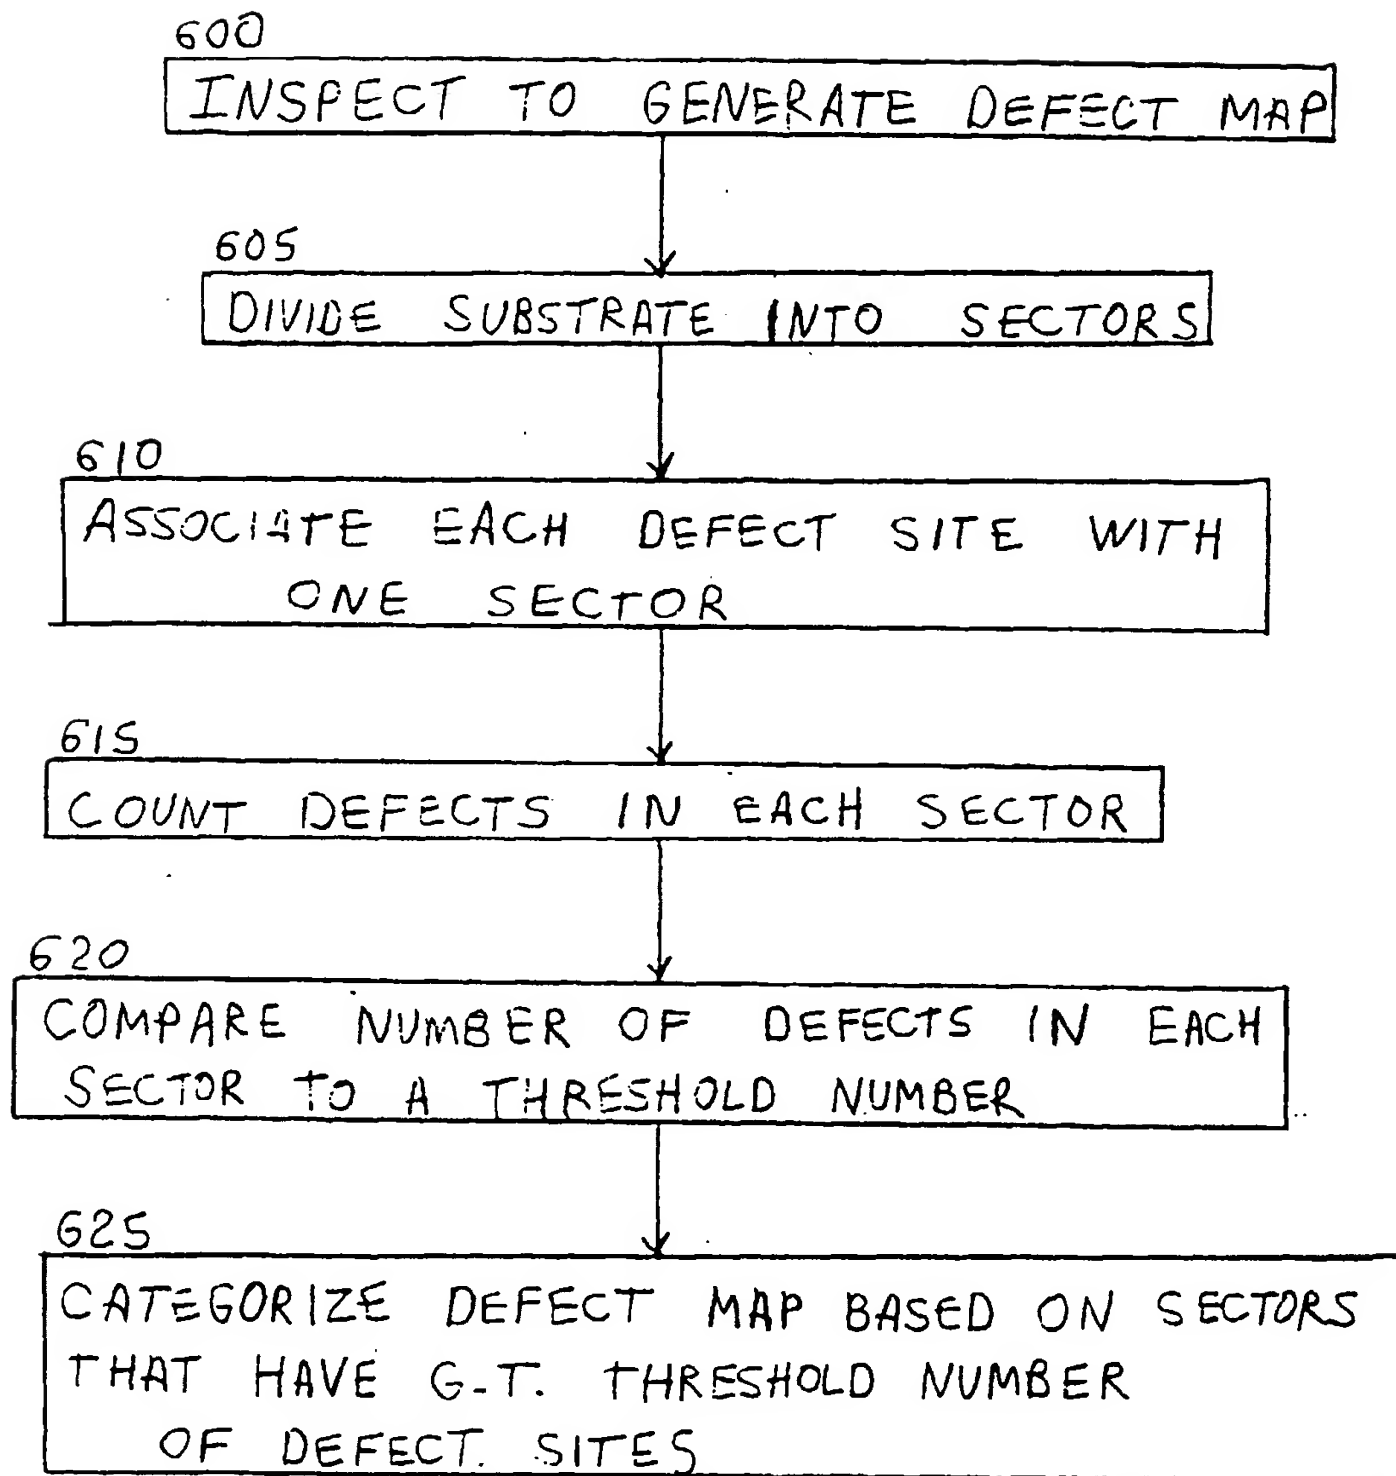 600
INSPECT TO GENERATE DEFECT MAP
605
DIVIDE SUBSTRATE INTO SECTORS
610
ASSOCIATE EACH DEFECT SITE WITH
ONE SECTOR
615
COUNT DEFECTS IN EACH SECTOR
620
COMPARE NUMBER OF DEFECTS IN EACH
SECTOR TO A THRESHOLD NUMBER
625
CATEGORIZE DEFECT MAP BASED ON SECTORS
THAT HAVE G.T. THRESHOLD NUMBER
OF DEFECT. SITES